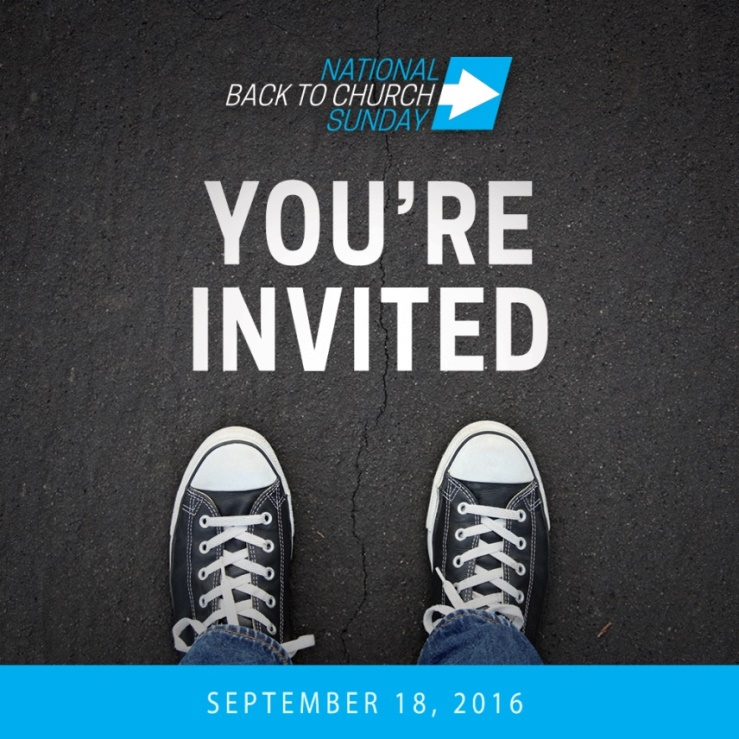 NATIONAL
BACK TO CHURCH
SUNDAY
YOU'RE
INVITED
SEPTEMBER 18, 2016